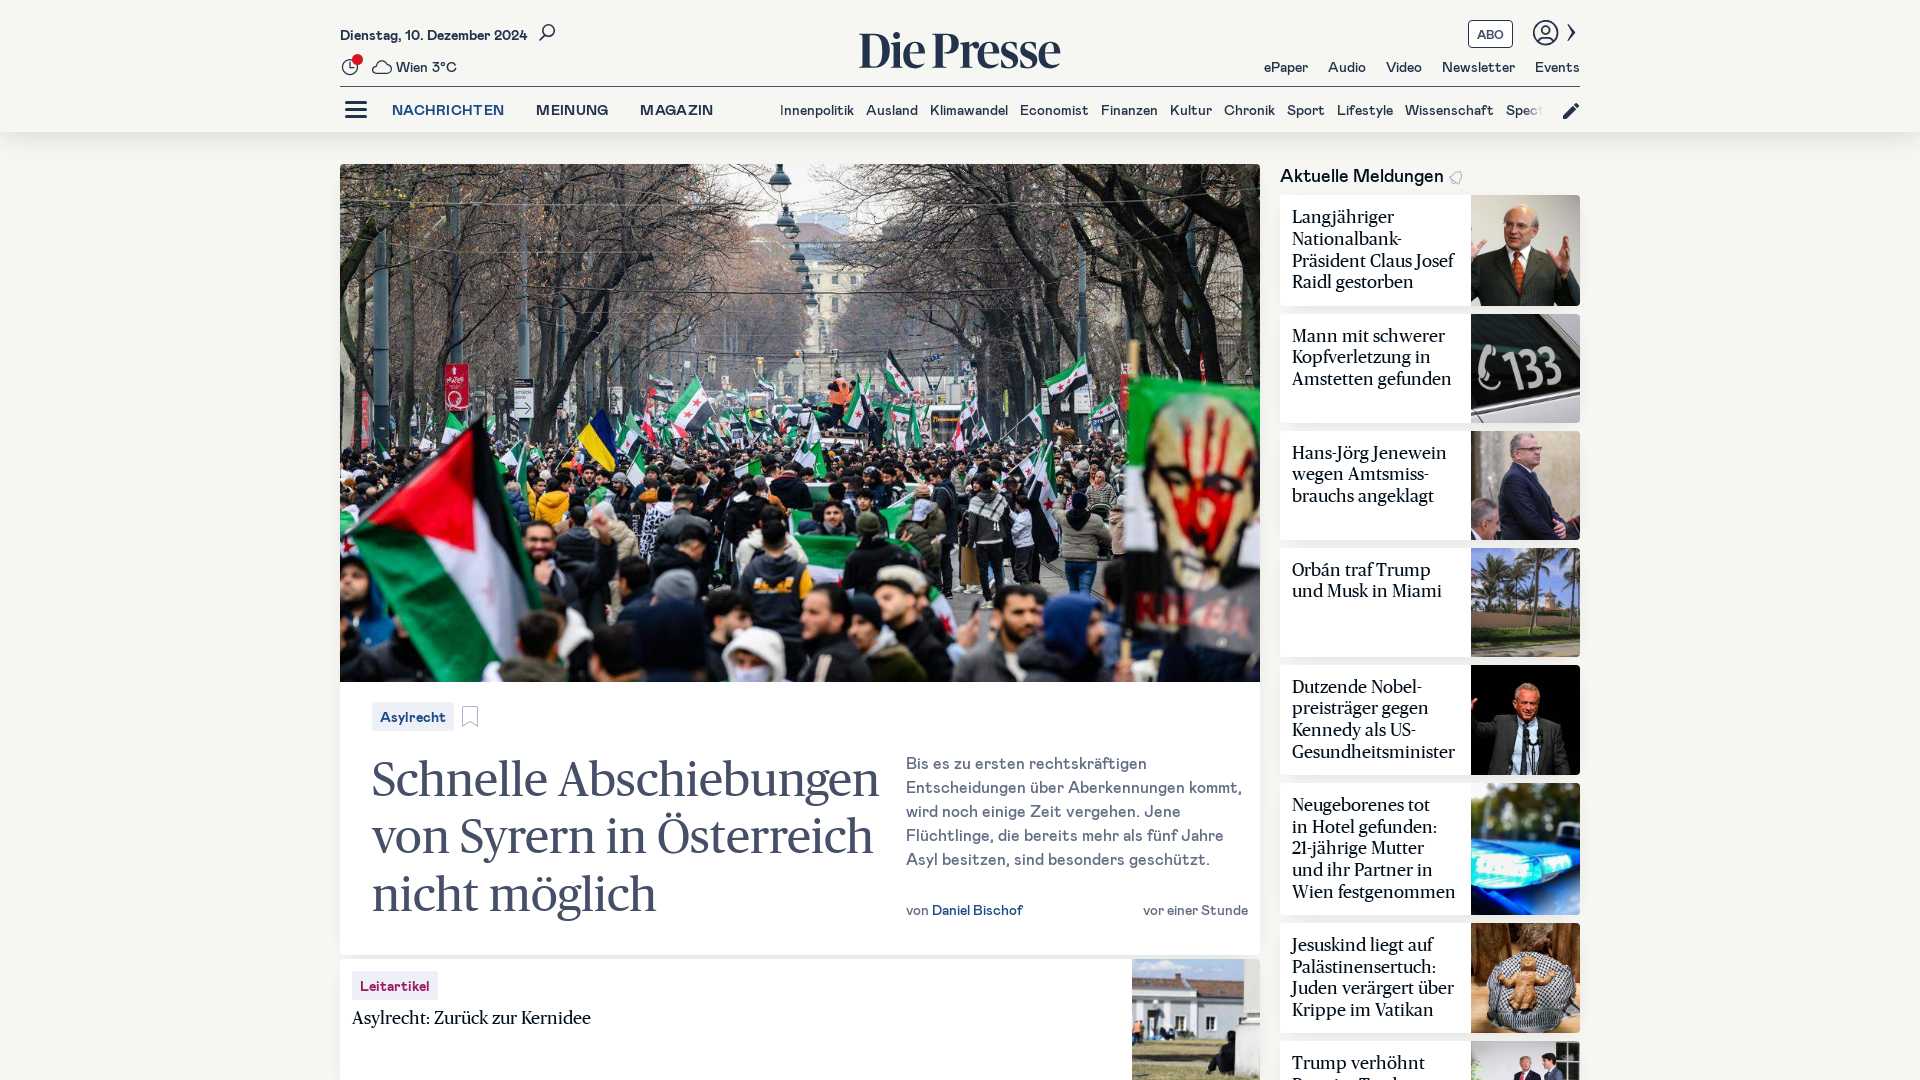 Dienstag, 10. Dezember 2024
Wien 3°C
Die Presse
ABO
ePaper Audio Video Newsletter Events
NACHRICHTEN MEINUNG MAGAZIN
Innenpolitik Ausland Klimawandel Economist Finanzen Kultur Chronik Sport Lifestyle Wissenschaft Spect
Asylrecht
Schnelle Abschiebungen
von Syrern in Österreich
nicht möglich
Bis es zu ersten rechtskräftigen
Entscheidungen über Aberkennungen kommt,
wird noch einige Zeit vergehen. Jene
Flüchtlinge, die bereits mehr als fünf Jahre
Asyl besitzen, sind besonders geschützt.
von Daniel Bischof
vor einer Stunde
Leitartikel
Asylrecht: Zurück zur Kernidee
Aktuelle Meldungen
Langjähriger
Nationalbank-
Präsident Claus Josef
Raidl gestorben
Mann mit schwerer
Kopfverletzung in
Amstetten gefunden
133
Hans-Jörg Jenewein
wegen Amtsmiss-
brauchs angeklagt
Orbán traf Trump
und Musk in Miami
Dutzende Nobel-
preisträger gegen
Kennedy als US-
Gesundheitsminister
Neugeborenes tot
in Hotel gefunden:
21-jährige Mutter
und ihr Partner in
Wien festgenommen
Jesuskind liegt auf
Palästinensertuch:
Juden verärgert über
Krippe im Vatikan
Trump verhöhnt